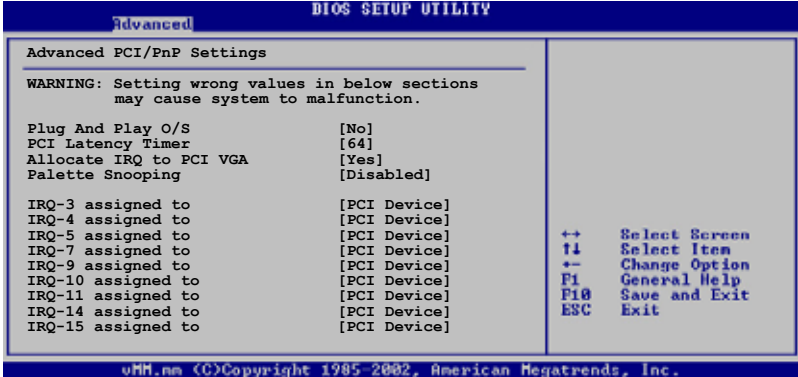 BIOS SETUP UTILITY
Advanced
Advanced PCI/PnP Settings
WARNING: Setting wrong values in below sections
may cause system to malfunction.
Plug And Play O/S [No]
PCI Latency Timer [64]
Allocate IRQ to PCI VGA [Yes]
Palette Snooping [Disabled]
IRQ-3 assigned to [PCI Device]
IRQ-4 assigned to [PCI Device]
IRQ-5 assigned to [PCI Device]
IRQ-7 assigned to [PCI Device]
IRQ-9 assigned to [PCI Device]
IRQ-10 assigned to [PCI Device]
IRQ-11 assigned to [PCI Device]
IRQ-14 assigned to [PCI Device]
IRQ-15 assigned to [PCI Device]
↔ Select Screen
↑↓ Select Item
+- Change Option
F1 General Help
F10 Save and Exit
ESC Exit
vMM.mm (C)Copyright 1985-2002, American Megatrends, Inc.